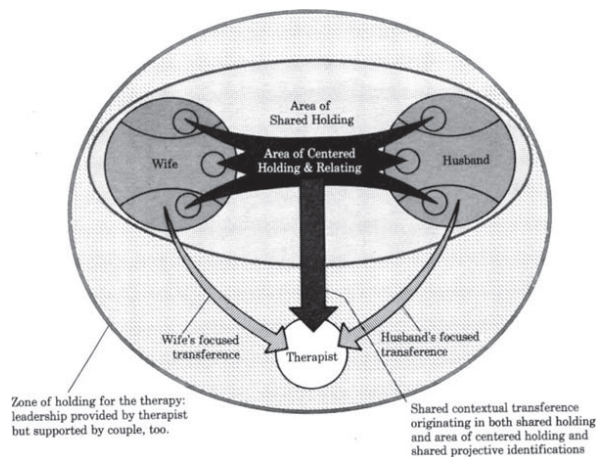 Area of
Shared Holding
Wife
Area of Centered
Holding & Relating
Husband
Wife's focused
transference
Therapist
Husband's focused
transference
Zone of holding for the therapy:
leadership provided by therapist
but supported by couple, too.
Shared contextual transference
originating in both shared holding
and area of centered holding and
shared projective identifications